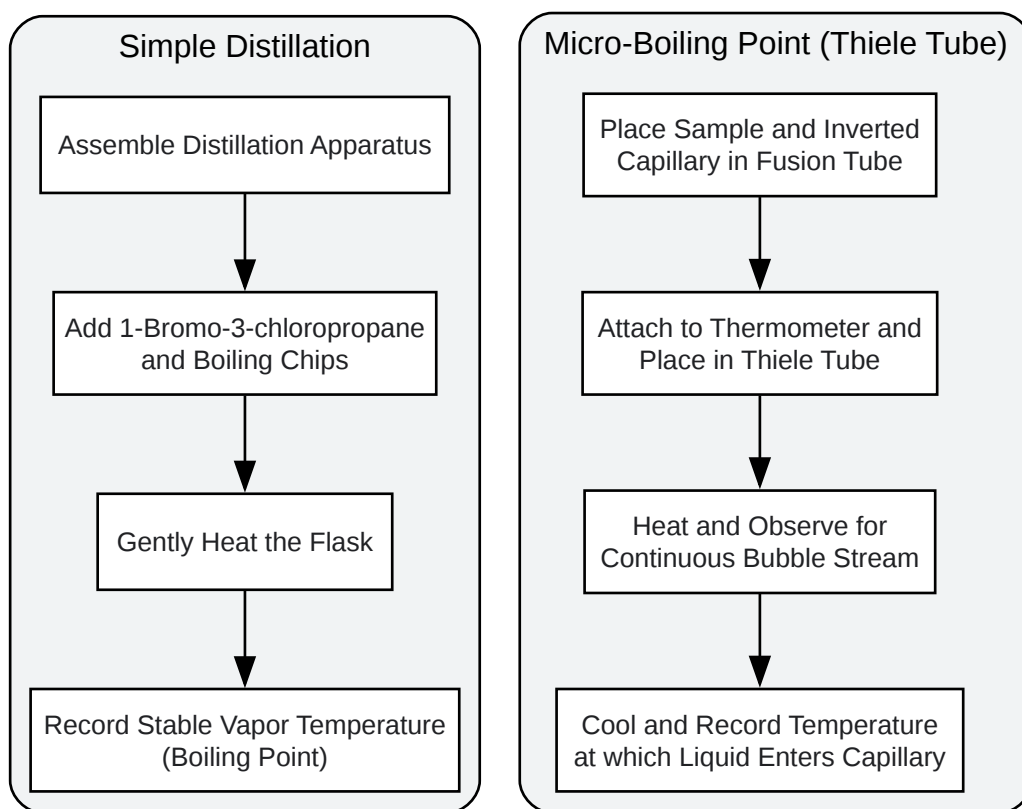 Simple Distillation
Assemble Distillation Apparatus
Add 1-Bromo-3-chloropropane
and Boiling Chips
Gently Heat the Flask
Record Stable Vapor Temperature
(Boiling Point)
Micro-Boiling Point (Thiele Tube)
Place Sample and Inverted
Capillary in Fusion Tube
Attach to Thermometer and
Place in Thiele Tube
Heat and Observe for
Continuous Bubble Stream
Cool and Record Temperature
at which Liquid Enters Capillary